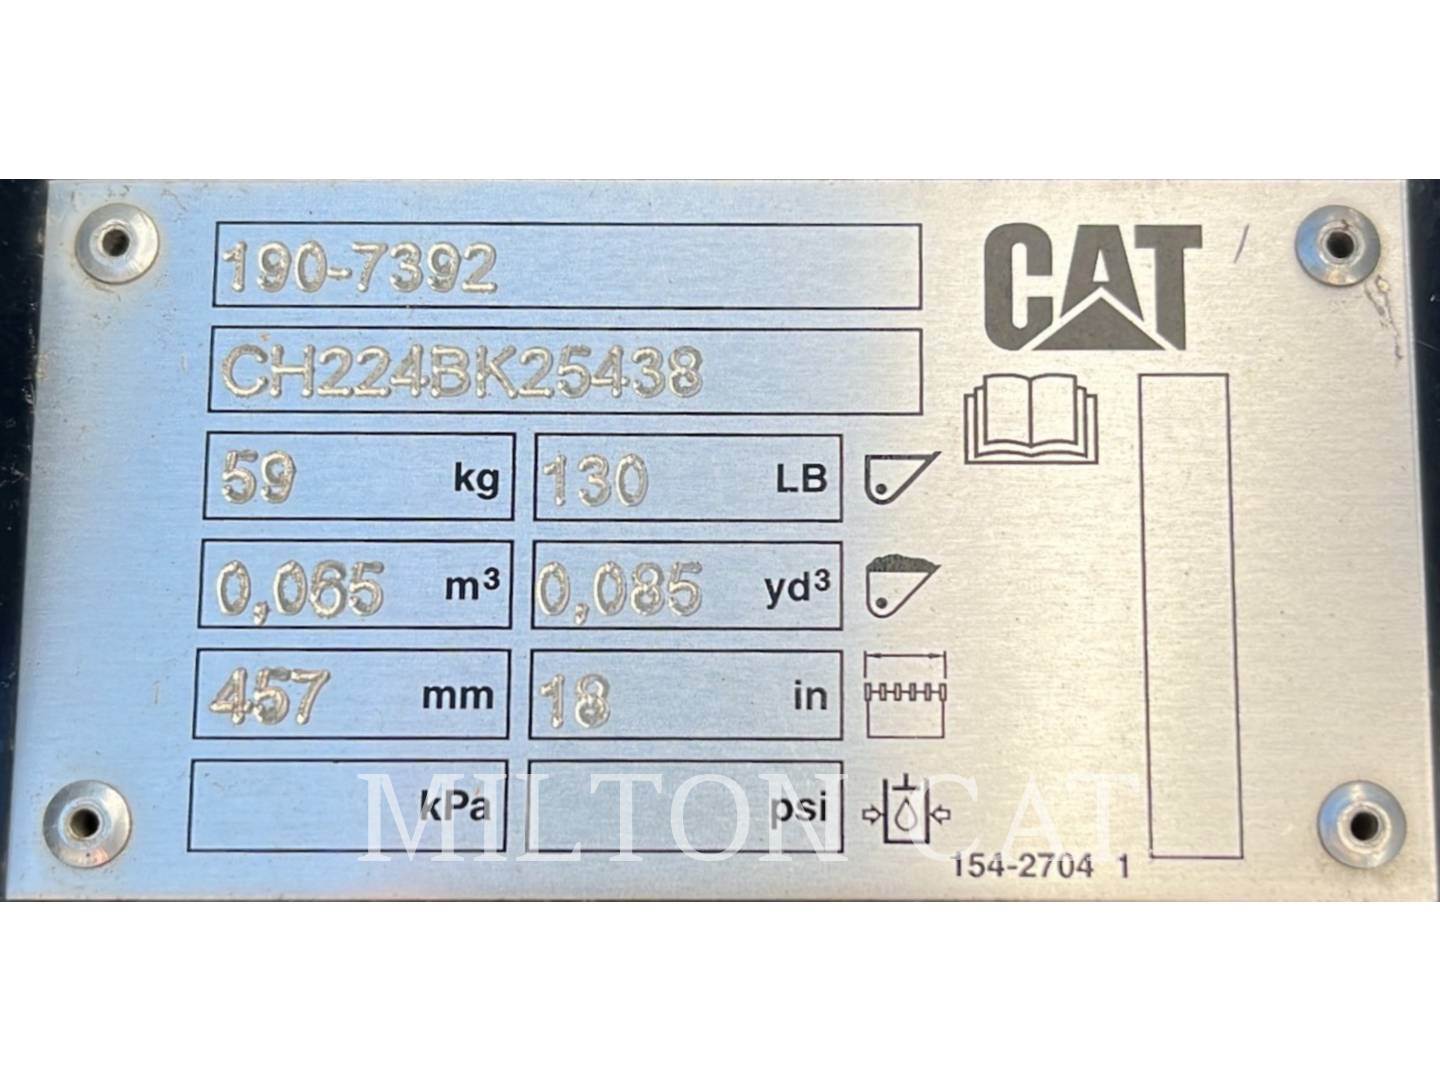 190-7392
CAT
CH224BK25438
59 kg 130 LB
0,065 m³ 0,085 yd³
457 mm 18 in
kPa psi
MILTON CAT
154-2704 1